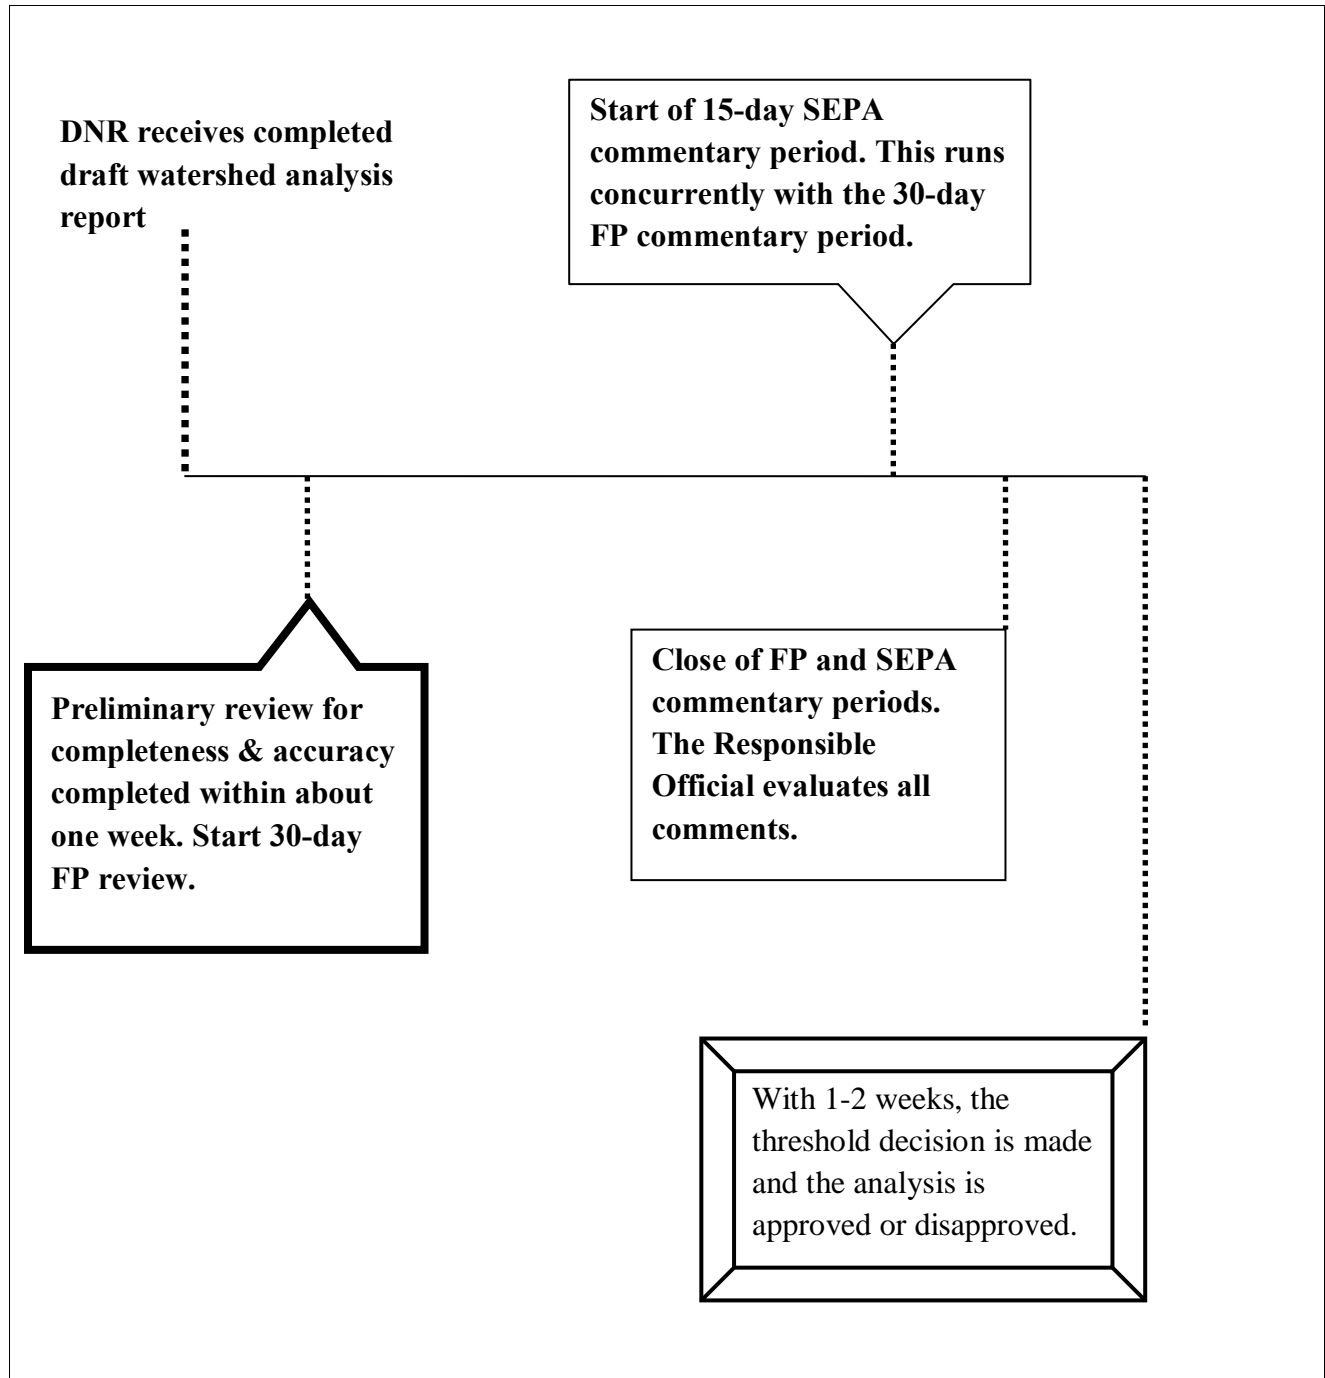 DNR receives completed
draft watershed analysis
report
Start of 15-day SEPA
commentary period. This runs
concurrently with the 30-day
FP commentary period.
Preliminary review for
completeness & accuracy
completed within about
one week. Start 30-day
FP review.
Close of FP and SEPA
commentary periods.
The Responsible
Official evaluates all
comments.
With 1-2 weeks, the
threshold decision is made
and the analysis is
approved or disapproved.